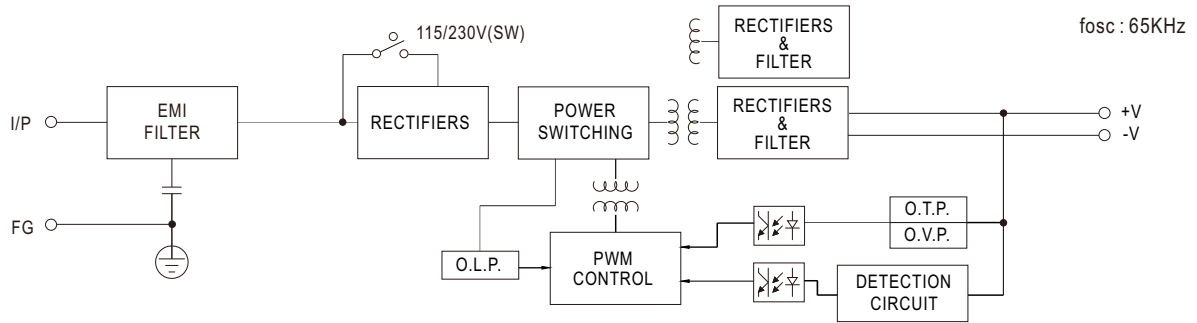 fosc : 65KHz
115/230V(SW)
RECTIFIERS
&
FILTER
I/P
EMI
FILTER
RECTIFIERS
POWER
SWITCHING
RECTIFIERS
&
FILTER
+V
-V
FG
O.L.P.
PWM
CONTROL
O.T.P.
O.V.P.
DETECTION
CIRCUIT